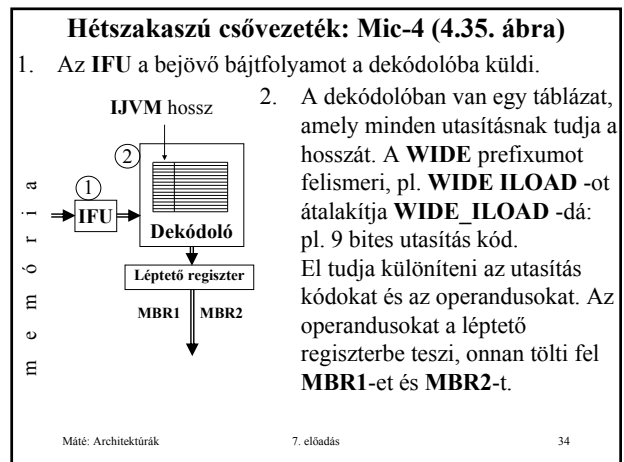 Hétszakaszú csővezeték: Mic-4 (4.35. ábra)
1. Az IFU a bejövő bájtfolyamot a dekódolóba küldi.
IJVM hossz
2
memória
1
IFU
Dekódoló
Léptető regiszter
MBR1 MBR2
2. A dekódolóban van egy táblázat,
amely minden utasításnak tudja a
hosszát. A WIDE prefixumot
felismeri, pl. WIDE ILOAD -ot
átalakítja WIDE_ILOAD -dá:
pl. 9 bites utasítás kód.
El tudja különíteni az utasítás
kódokat és az operandusokat. Az
operandusokat a léptető
regiszterbe teszi, onnan tölti fel
MBR1-et és MBR2-t.
Máté: Architektúrák 7. előadás 34